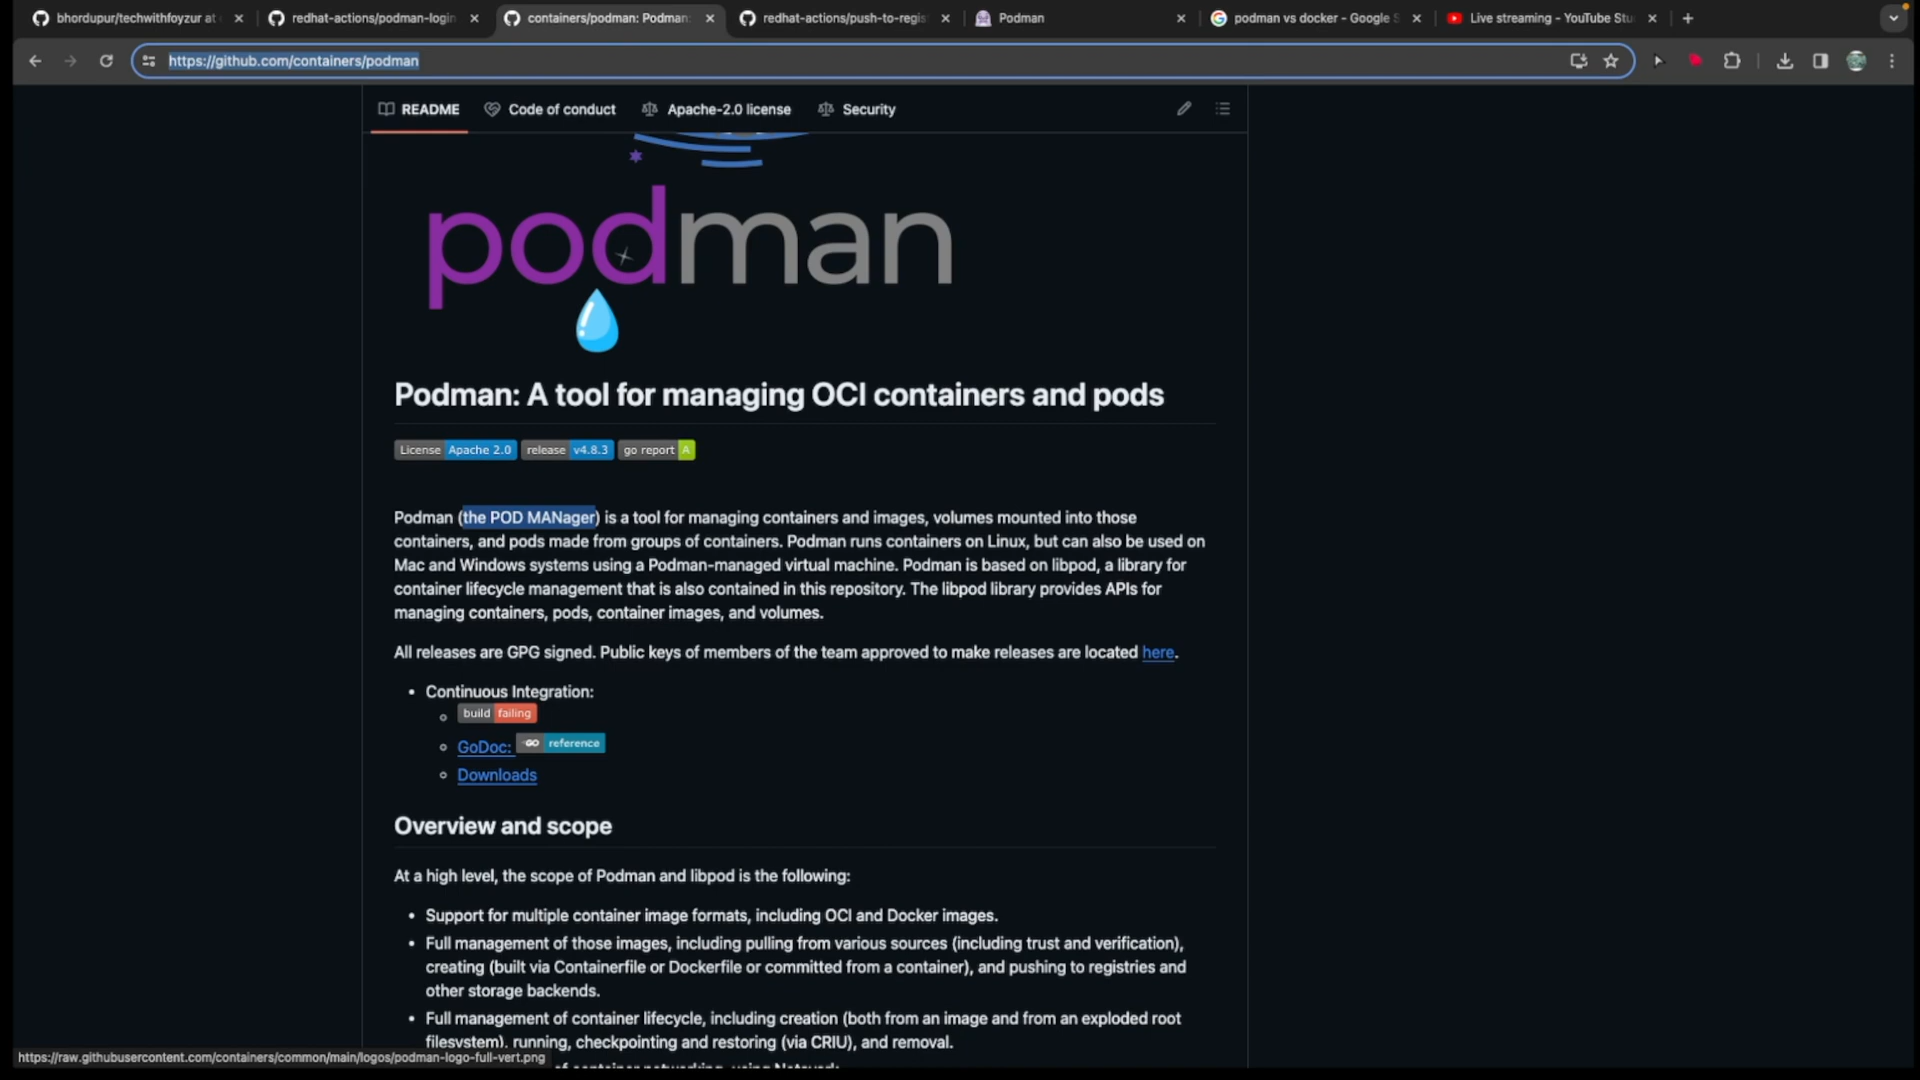 bhordupur/techwithfoyzur at
redhat-actions/podman-login
containers/podman: Podman:
redhat-actions/push-to-regis
Podman
podman vs docker - Google S
Live streaming - YouTube Stu
https://github.com/containers/podman
README
Code of conduct
Apache-2.0 license
Security
podman
Podman: A tool for managing OCI containers and pods
License Apache 2.0 release v4.8.3 go report A
Podman (the POD MANager) is a tool for managing containers and images, volumes mounted into those
containers, and pods made from groups of containers. Podman runs containers on Linux, but can also be used on
Mac and Windows systems using a Podman-managed virtual machine. Podman is based on libpod, a library for
container lifecycle management that is also contained in this repository. The libpod library provides APIs for
managing containers, pods, container images, and volumes.
All releases are GPG signed. Public keys of members of the team approved to make releases are located here.
• Continuous Integration:
build failing
GoDoc: GO reference
Downloads
Overview and scope
At a high level, the scope of Podman and libpod is the following:
• Support for multiple container image formats, including OCI and Docker images.
• Full management of those images, including pulling from various sources (including trust and verification),
creating (built via Containerfile or Dockerfile or committed from a container), and pushing to registries and
other storage backends.
• Full management of container lifecycle, including creation (both from an image and from an exploded root
filesystem), running, checkpointing and restoring (via CRIU), and removal.
https://raw.githubusercontent.com/containers/common/main/logos/podman-logo-full-vert.png
of container networking, using Netavark